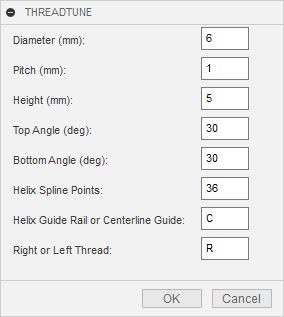 THREADTUNE
Diameter (mm): 6
Pitch (mm): 1
Height (mm): 5
Top Angle (deg): 30
Bottom Angle (deg): 30
Helix Spline Points: 36
Helix Guide Rail or Centerline Guide: C
Right or Left Thread: R
OK Cancel